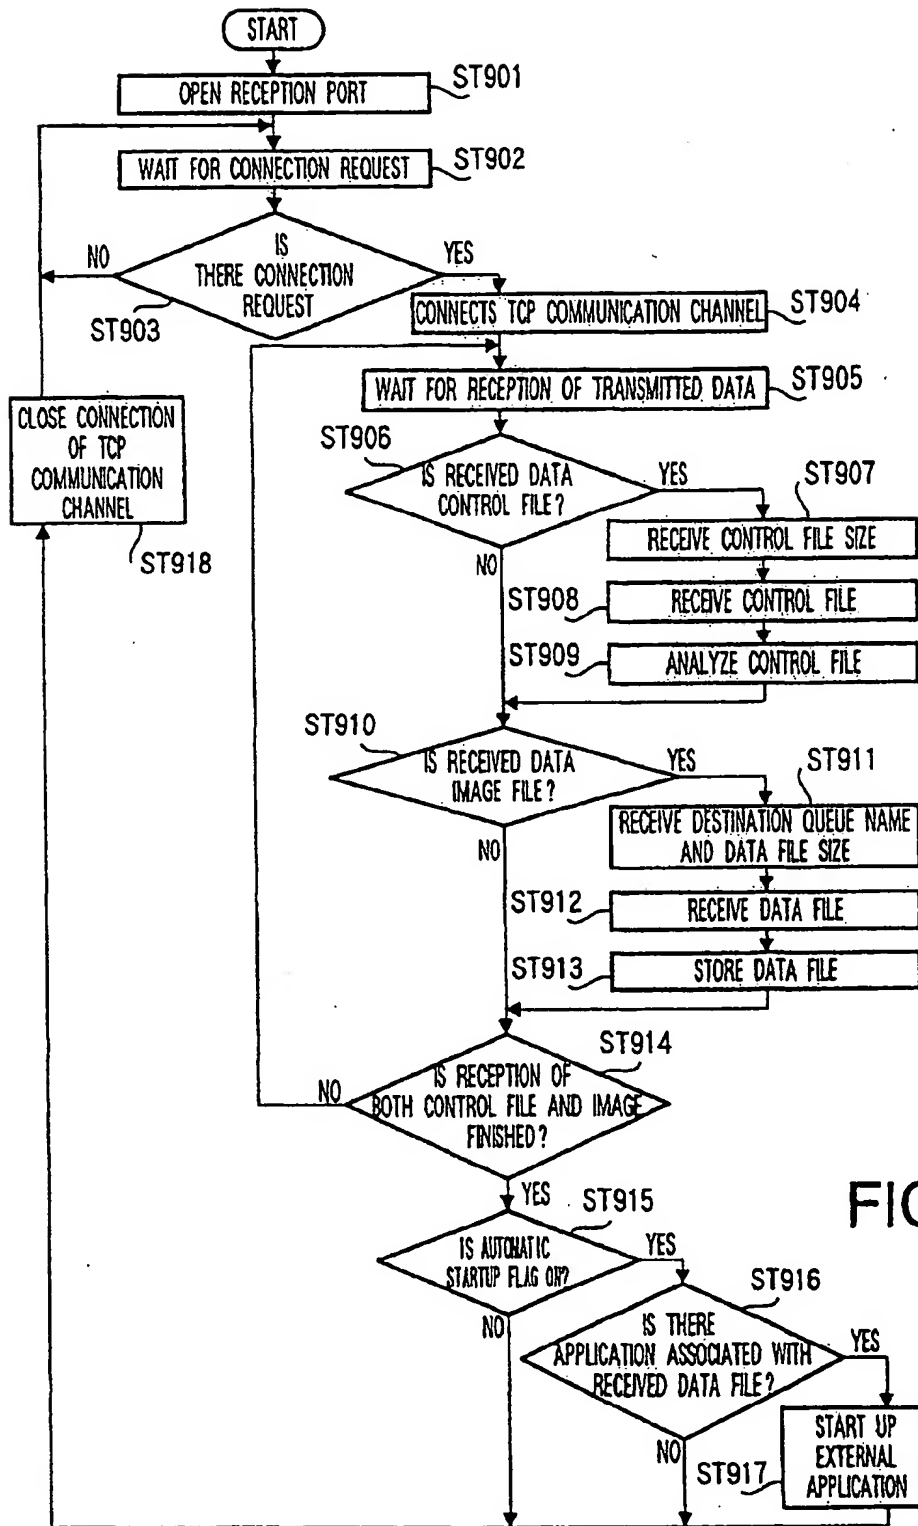 START
ST901
OPEN RECEPTION PORT
ST902
WAIT FOR CONNECTION REQUEST
NO
IS
THERE CONNECTION
REQUEST
YES
ST903
ST904
CONNECTS TCP COMMUNICATION CHANNEL
ST905
WAIT FOR RECEPTION OF TRANSMITTED DATA
CLOSE CONNECTION
OF TCP
COMMUNICATION
CHANNEL
ST918
ST906
IS RECEIVED DATA
CONTROL FILE?
YES
NO
ST907
RECEIVE CONTROL FILE SIZE
ST908
RECEIVE CONTROL FILE
ST909
ANALYZE CONTROL FILE
ST910
IS RECEIVED DATA
IMAGE FILE?
YES
NO
ST911
RECEIVE DESTINATION QUEUE NAME
AND DATA FILE SIZE
ST912
RECEIVE DATA FILE
ST913
STORE DATA FILE
ST914
NO
IS RECEPTION OF
BOTH CONTROL FILE AND IMAGE
FINISHED?
YES
ST915
IS AUTOMATIC
STARTUP FLAG ON?
YES
NO
FIG
ST916
IS THERE
APPLICATION ASSOCIATED WITH
RECEIVED DATA FILE?
YES
NO
START UP
EXTERNAL
APPLICATION
ST917